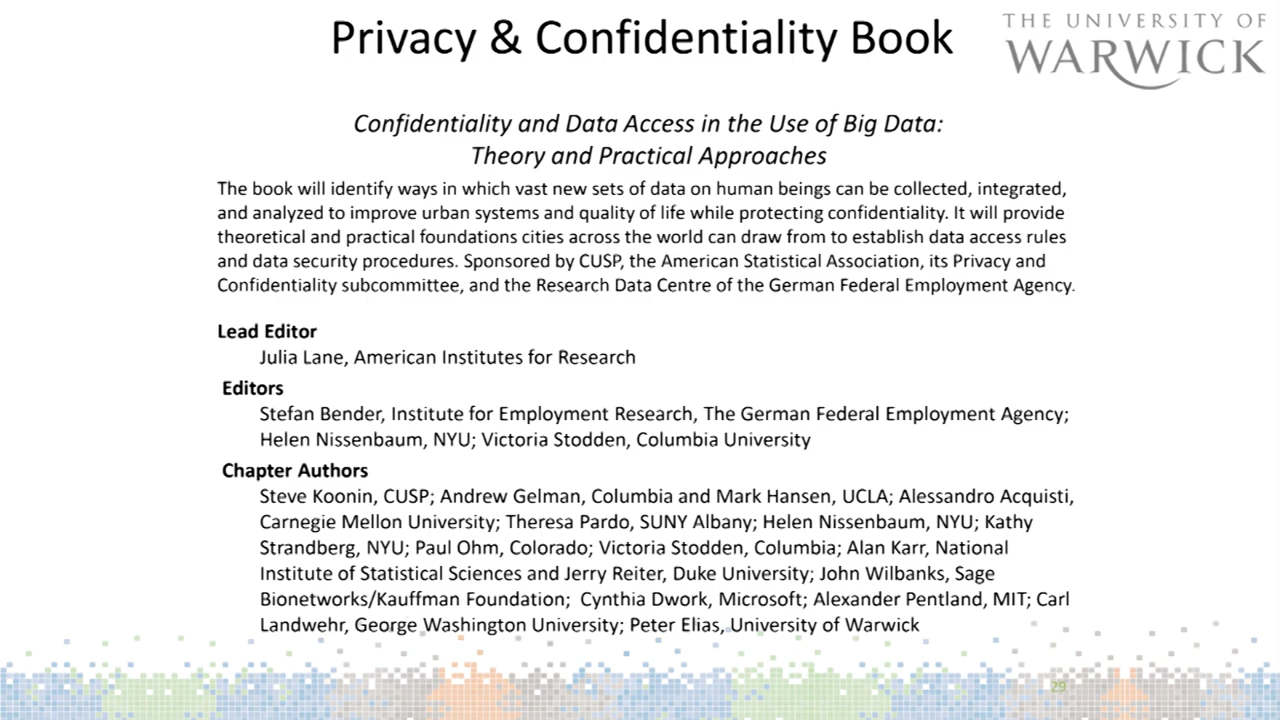 Privacy & Confidentiality Book
THE UNIVERSITY OF
WARWICK
Confidentiality and Data Access in the Use of Big Data:
Theory and Practical Approaches
The book will identify ways in which vast new sets of data on human beings can be collected, integrated,
and analyzed to improve urban systems and quality of life while protecting confidentiality. It will provide
theoretical and practical foundations cities across the world can draw from to establish data access rules
and data security procedures. Sponsored by CUSP, the American Statistical Association, its Privacy and
Confidentiality subcommittee, and the Research Data Centre of the German Federal Employment Agency.
Lead Editor
Julia Lane, American Institutes for Research
Editors
Stefan Bender, Institute for Employment Research, The German Federal Employment Agency;
Helen Nissenbaum, NYU; Victoria Stodden, Columbia University
Chapter Authors
Steve Koonin, CUSP; Andrew Gelman, Columbia and Mark Hansen, UCLA; Alessandro Acquisti,
Carnegie Mellon University; Theresa Pardo, SUNY Albany; Helen Nissenbaum, NYU; Kathy
Strandberg, NYU; Paul Ohm, Colorado; Victoria Stodden, Columbia; Alan Karr, National
Institute of Statistical Sciences and Jerry Reiter, Duke University; John Wilbanks, Sage
Bionetworks/Kauffman Foundation; Cynthia Dwork, Microsoft; Alexander Pentland, MIT; Carl
Landwehr, George Washington University; Peter Elias, University of Warwick
29